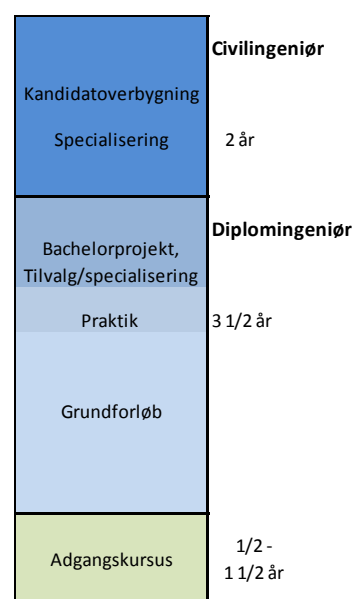 Civilingeniør
Kandidatoverbygning
Specialisering
2 år
Diplomingeniør
Bachelorprojekt,
Tilvalg/specialisering
Praktik
3 1/2 år
Grundforløb
Adgangskursus
1/2 -
1 1/2 år